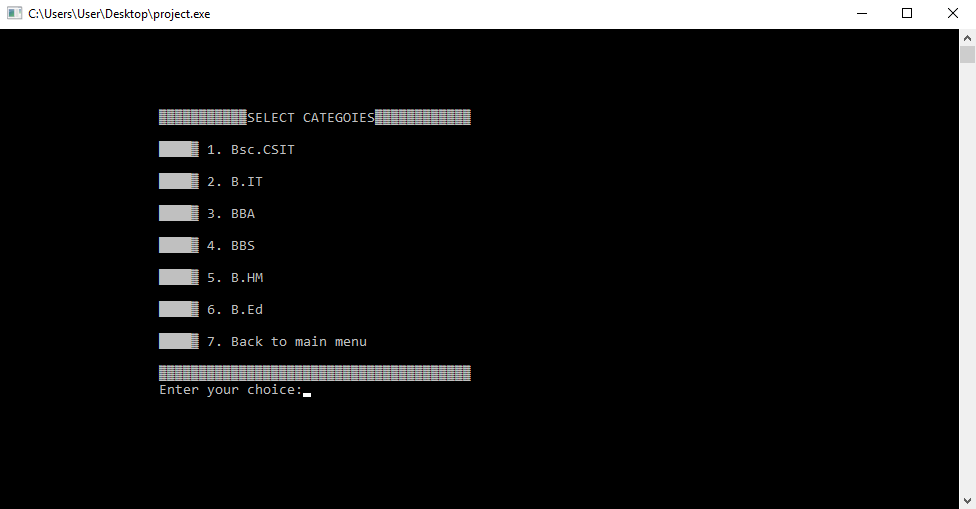 C:\Users\User\Desktop\project.exe
SELECT CATEGOIES
1. Bsc.CSIT
2. B.IT
3. BBA
4. BBS
5. B.HM
6. B.Ed
7. Back to main menu
Enter your choice: